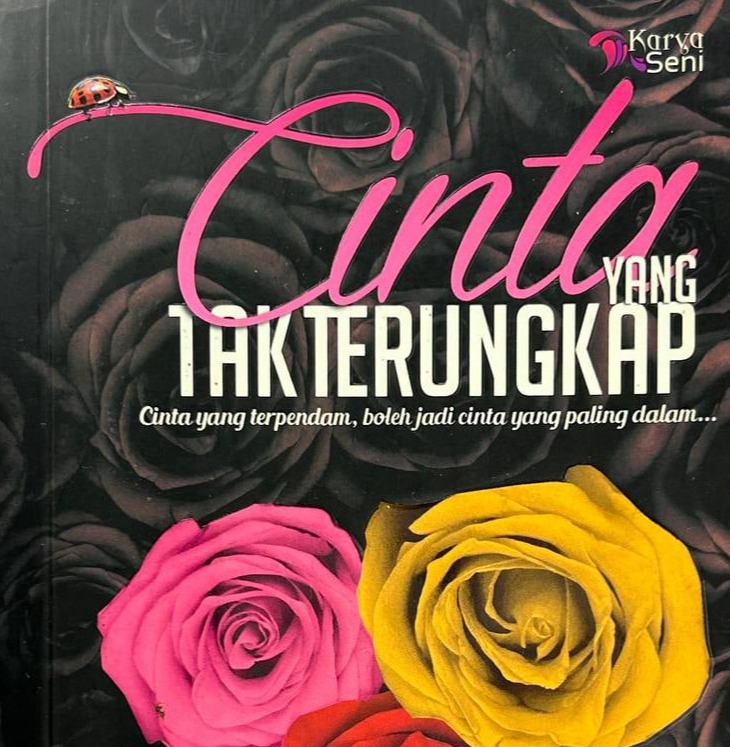 Karya
Seni
Cinta
YANG
TAK TERUNGKAP
Cinta yang terpendam, boleh jadi cinta yang paling dalam...